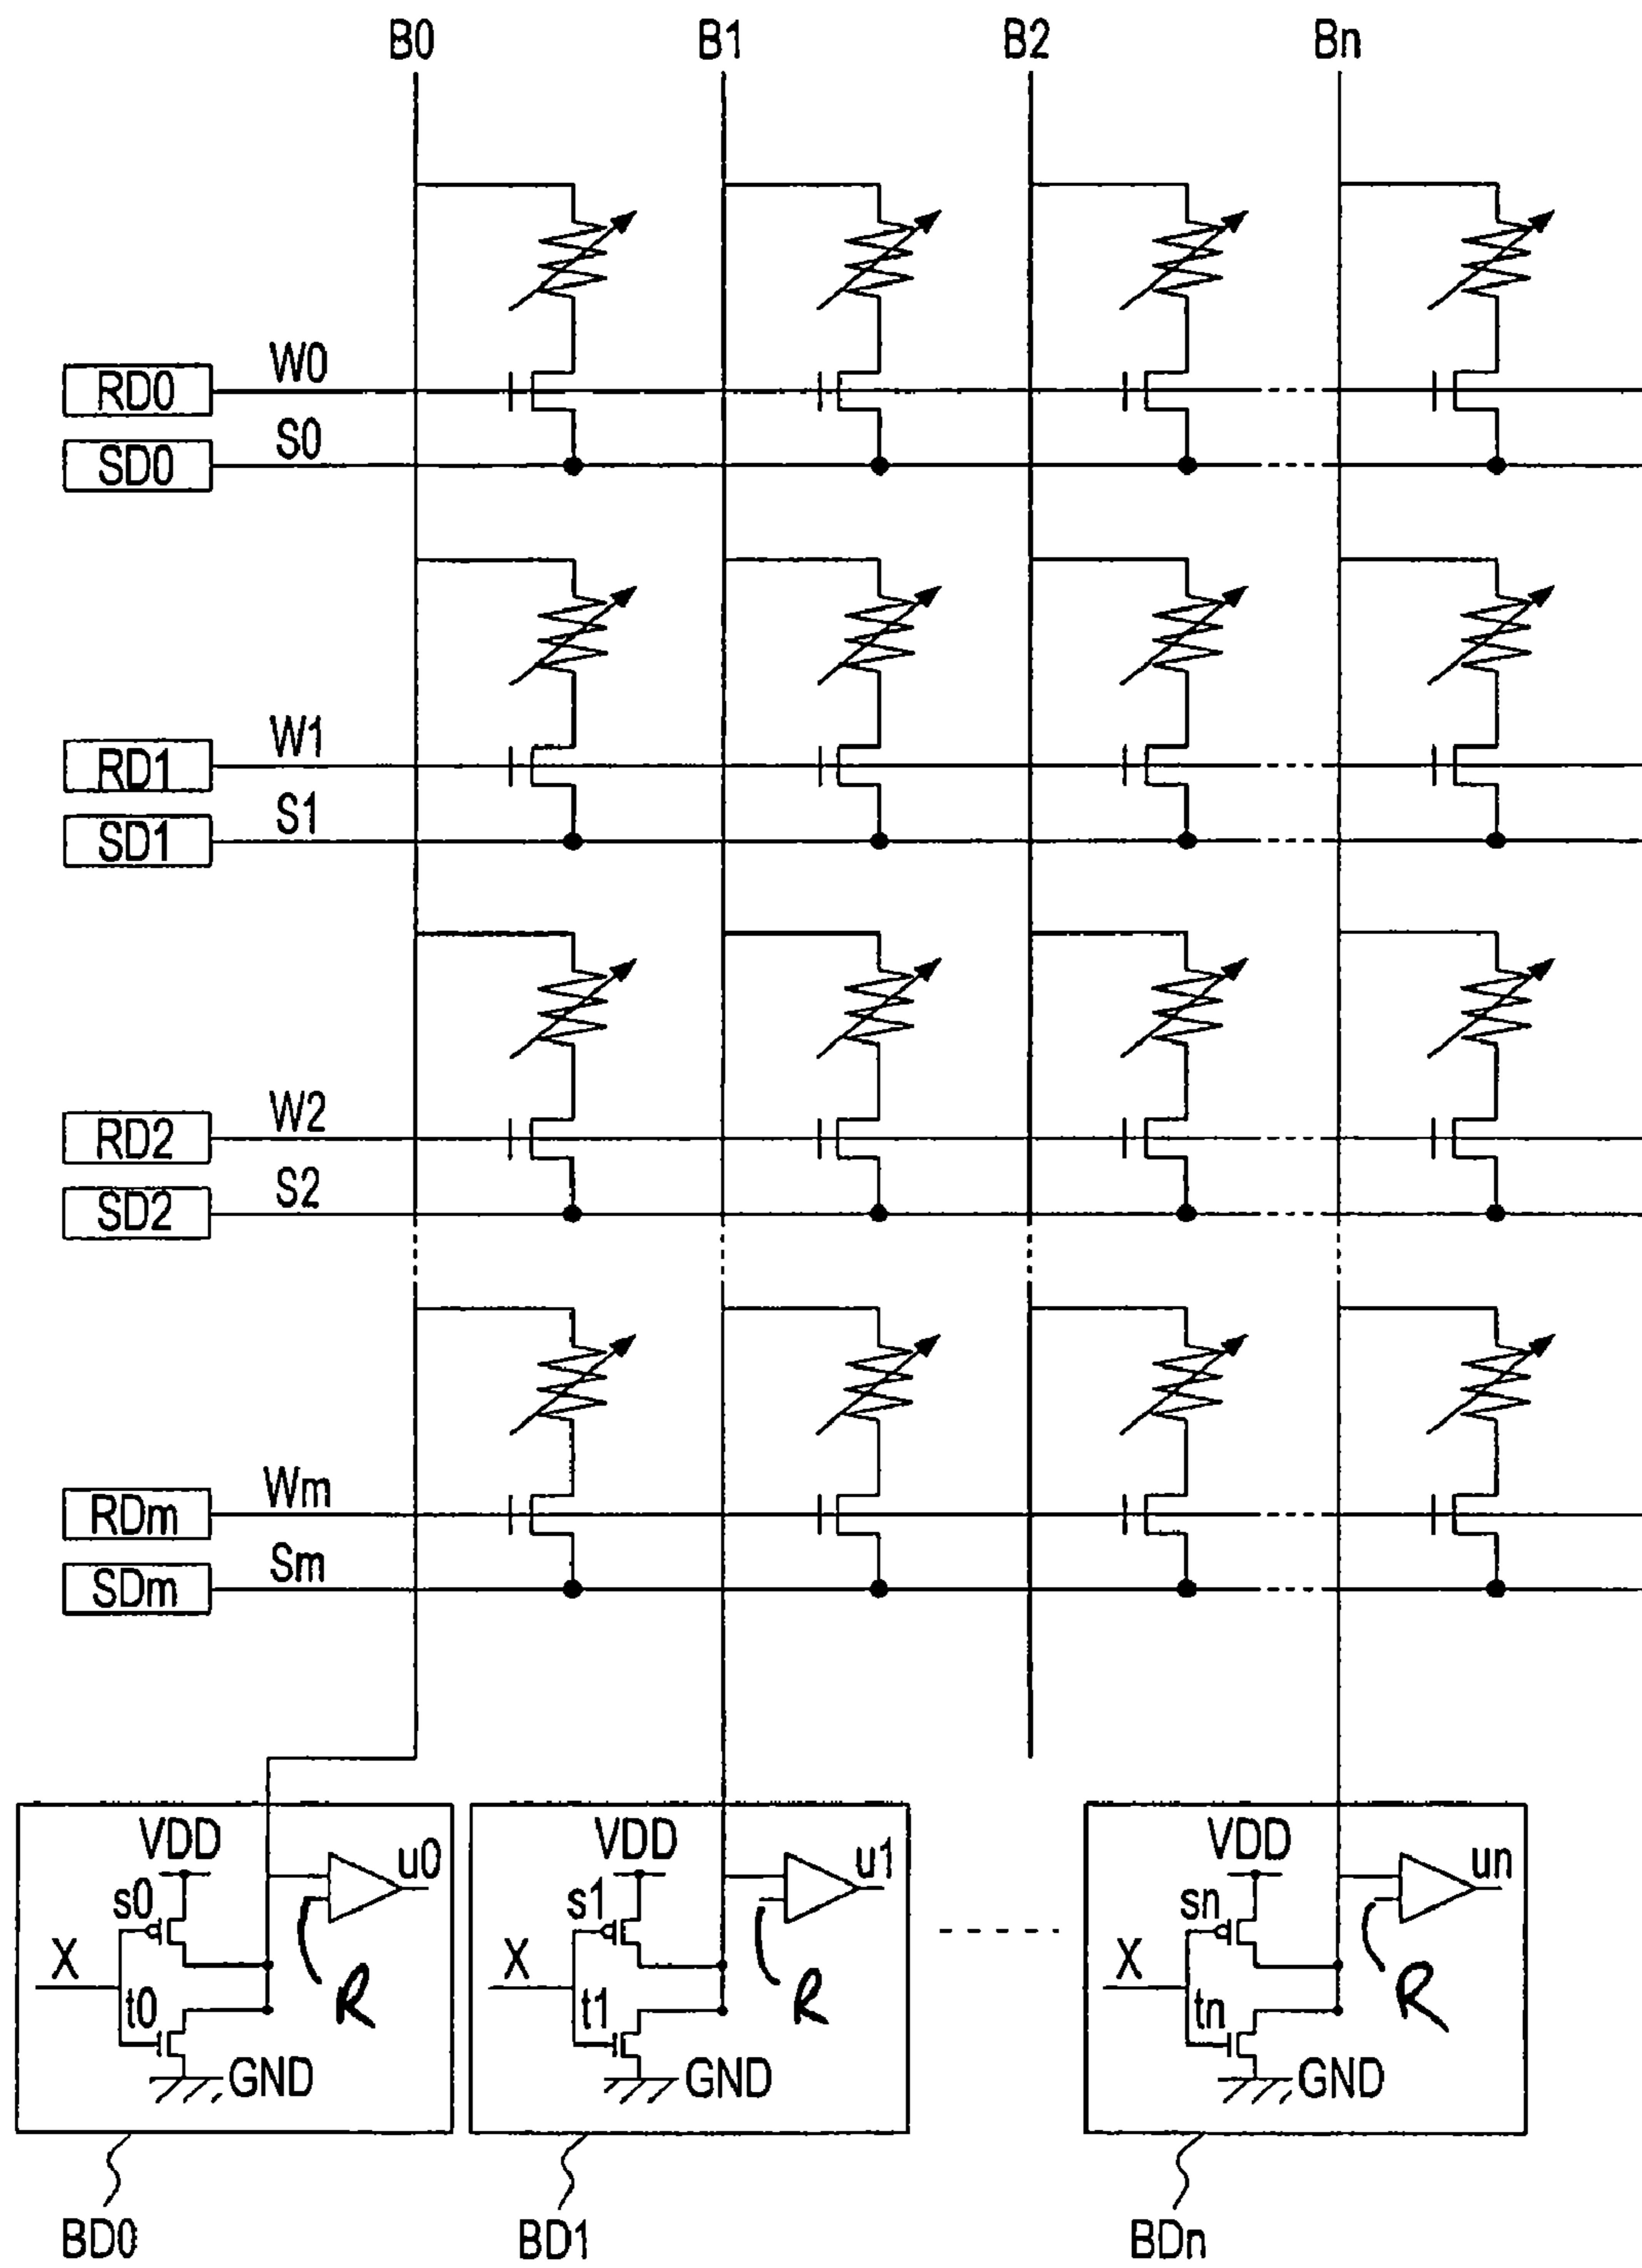 B0 B1 B2 Bn
RD0 W0
SD0 S0
RD1 W1
SD1 S1
RD2 W2
SD2 S2
RDm Wm
SDm Sm
VDD u0 VDD u1 VDD un
s0 s1 sn
X R X R X R
t0 t1 tn
GND GND GND
BD0 BD1 BDn